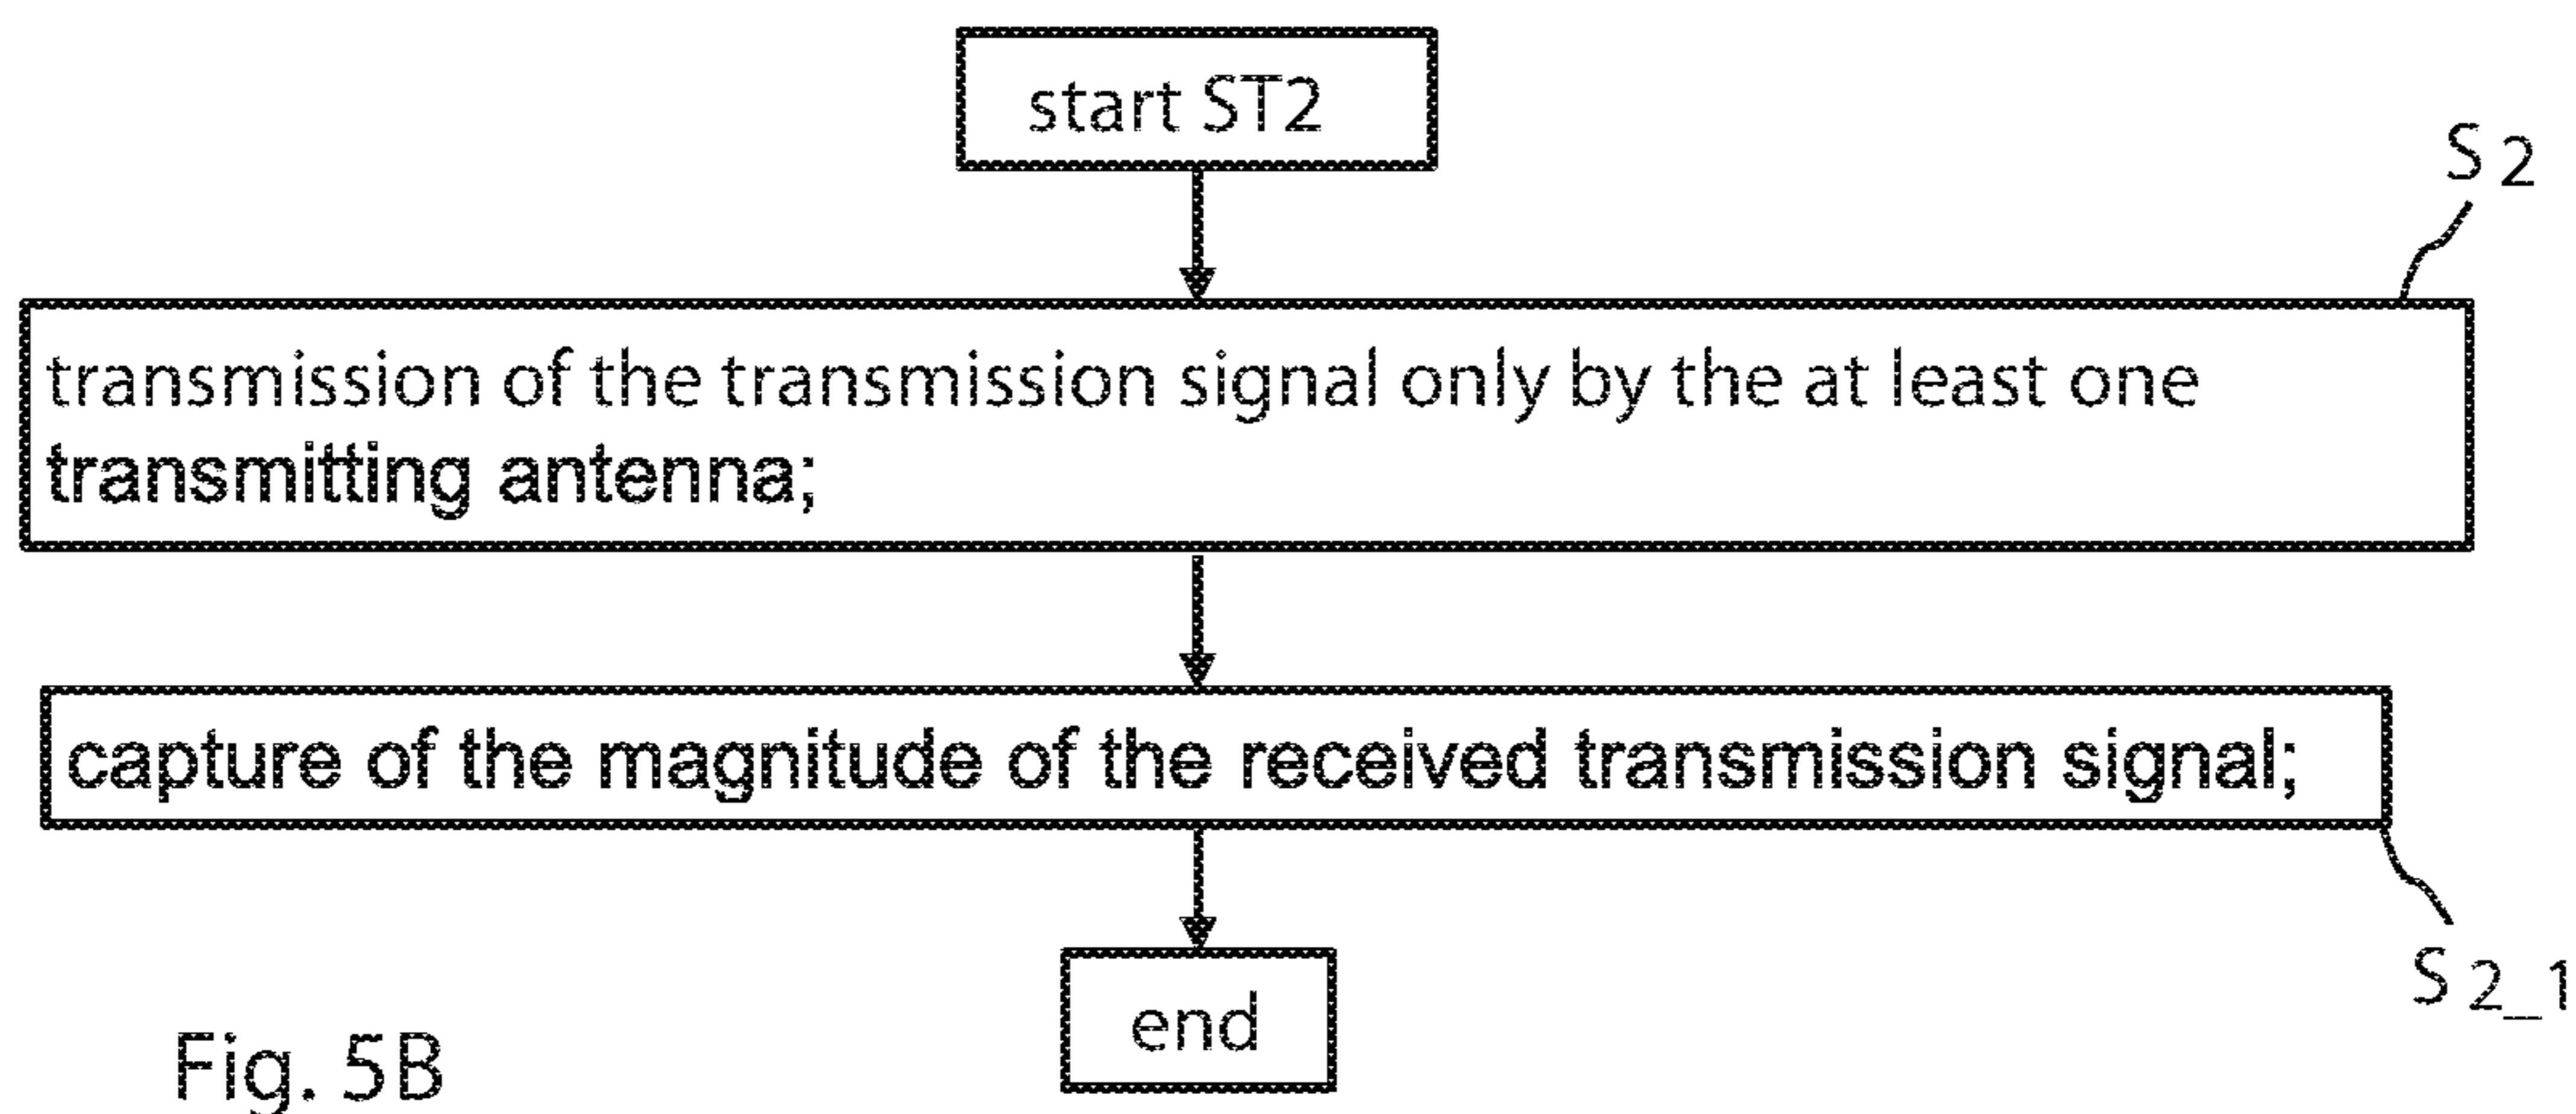 start ST2
S 2
transmission of the transmission signal only by the at least one
transmitting antenna;
capture of the magnitude of the received transmission signal;
S 2_1
end
Fig. 5B